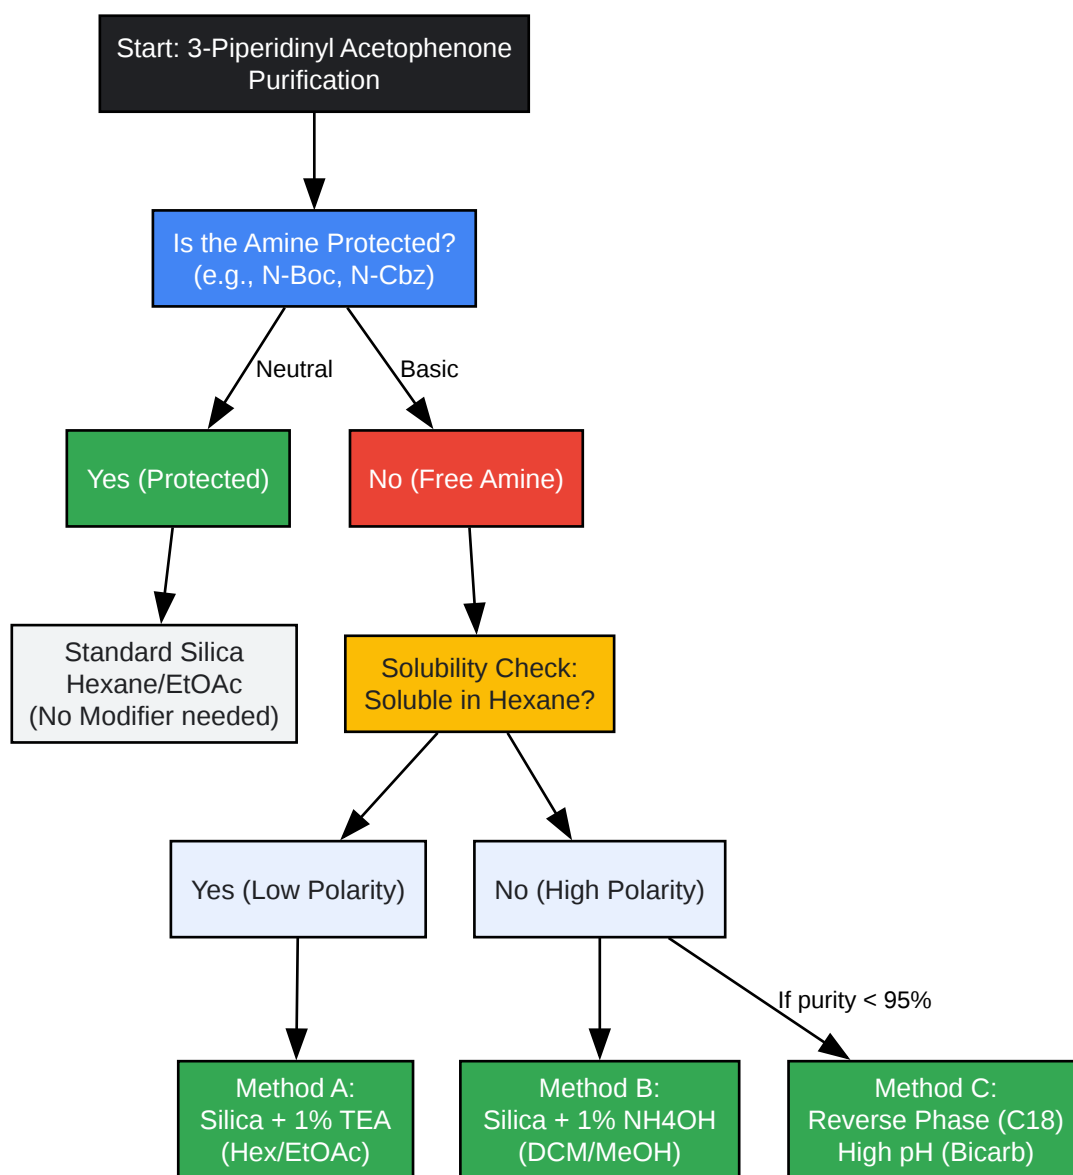 Start: 3-Piperidinyl Acetophenone
Purification
Is the Amine Protected?
(e.g., N-Boc, N-Cbz)
Neutral
Basic
Yes (Protected)
No (Free Amine)
Standard Silica
Hexane/EtOAc
(No Modifier needed)
Solubility Check:
Soluble in Hexane?
Yes (Low Polarity)
No (High Polarity)
If purity < 95%
Method A:
Silica + 1% TEA
(Hex/EtOAc)
Method B:
Silica + 1% NH4OH
(DCM/MeOH)
Method C:
Reverse Phase (C18)
High pH (Bicarb)